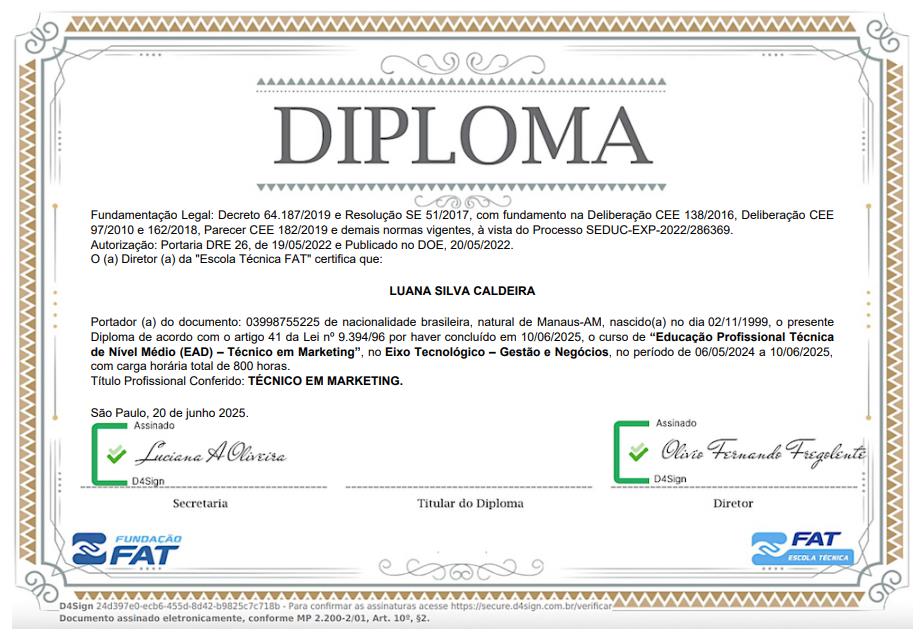 DIPLOMA
Fundamentação Legal: Decreto 64.187/2019 e Resolução SE 51/2017, com fundamento na Deliberação CEE 138/2016, Deliberação CEE
97/2010 e 162/2018, Parecer CEE 182/2019 e demais normas vigentes, à vista do Processo SEDUC-EXP-2022/286369.
Autorização: Portaria DRE 26, de 19/05/2022 e Publicado no DOE, 20/05/2022.
O (a) Diretor (a) da "Escola Técnica FAT" certifica que:
LUANA SILVA CALDEIRA
Portador (a) do documento: 03998755225 de nacionalidade brasileira, natural de Manaus-AM, nascido(a) no dia 02/11/1999, o presente
Diploma de acordo com o artigo 41 da Lei nº 9.394/96 por haver concluído em 10/06/2025, o curso de “Educação Profissional Técnica
de Nível Médio (EAD) – Técnico em Marketing”, no Eixo Tecnológico – Gestão e Negócios, no período de 06/05/2024 a 10/06/2025,
com carga horária total de 800 horas.
Título Profissional Conferido: TÉCNICO EM MARKETING.
São Paulo, 20 de junho 2025.
Assinado
Luciana A Oliveira
D4Sign
Secretaria
Titular do Diploma
Assinado
Olivio Fernando Fregolente
D4Sign
Diretor
FUNDAÇÃO
FAT
FAT
ESCOLA TÉCNICA
D4Sign 24d397e0-ecb6-455d-8d42-b9825c7c718b - Para confirmar as assinaturas acesse https://secure.d4sign.com.br/verificar
Documento assinado eletronicamente, conforme MP 2.200-2/01, Art. 10º, §2.